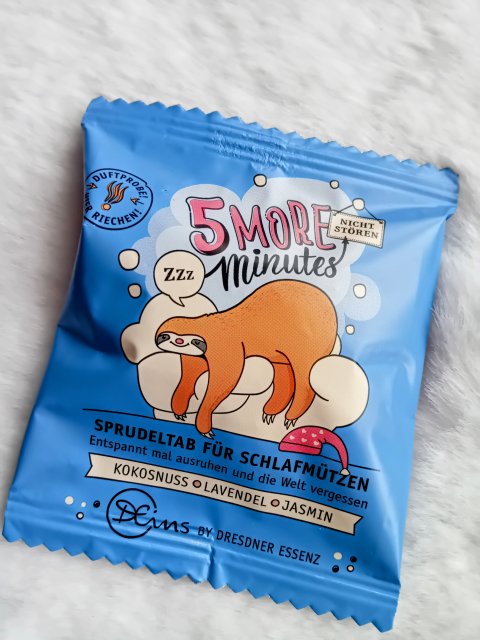 DUFTPROBE!
HIER RIECHEN!
5 MORE
minutes
NICHT
STÖREN
ZZz
SPRUDELTAB FÜR SCHLAFMÜTZEN
Entspannt mal ausruhen und die Welt vergessen
KOKOSNUSS LAVENDEL JASMIN
DEins BY DRESDNER ESSENZ